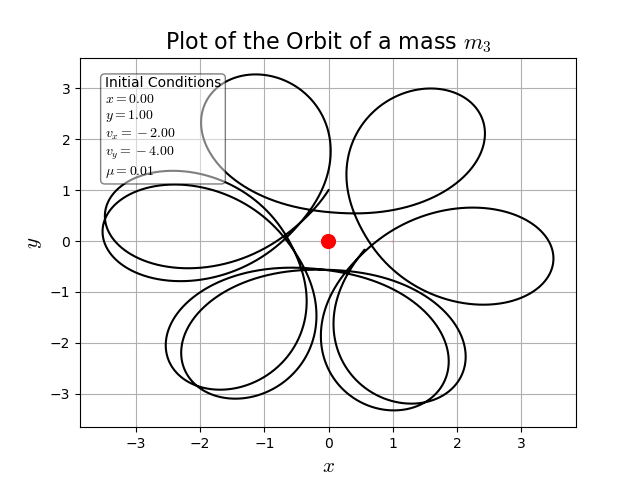 Plot of the Orbit of a mass m₃
Initial Conditions
x = 0.00
y = 1.00
vₓ = −2.00
v_y = −4.00
μ = 0.01
3
2
1
0
−1
−2
−3
y
−3 −2 −1 0 1 2 3
x